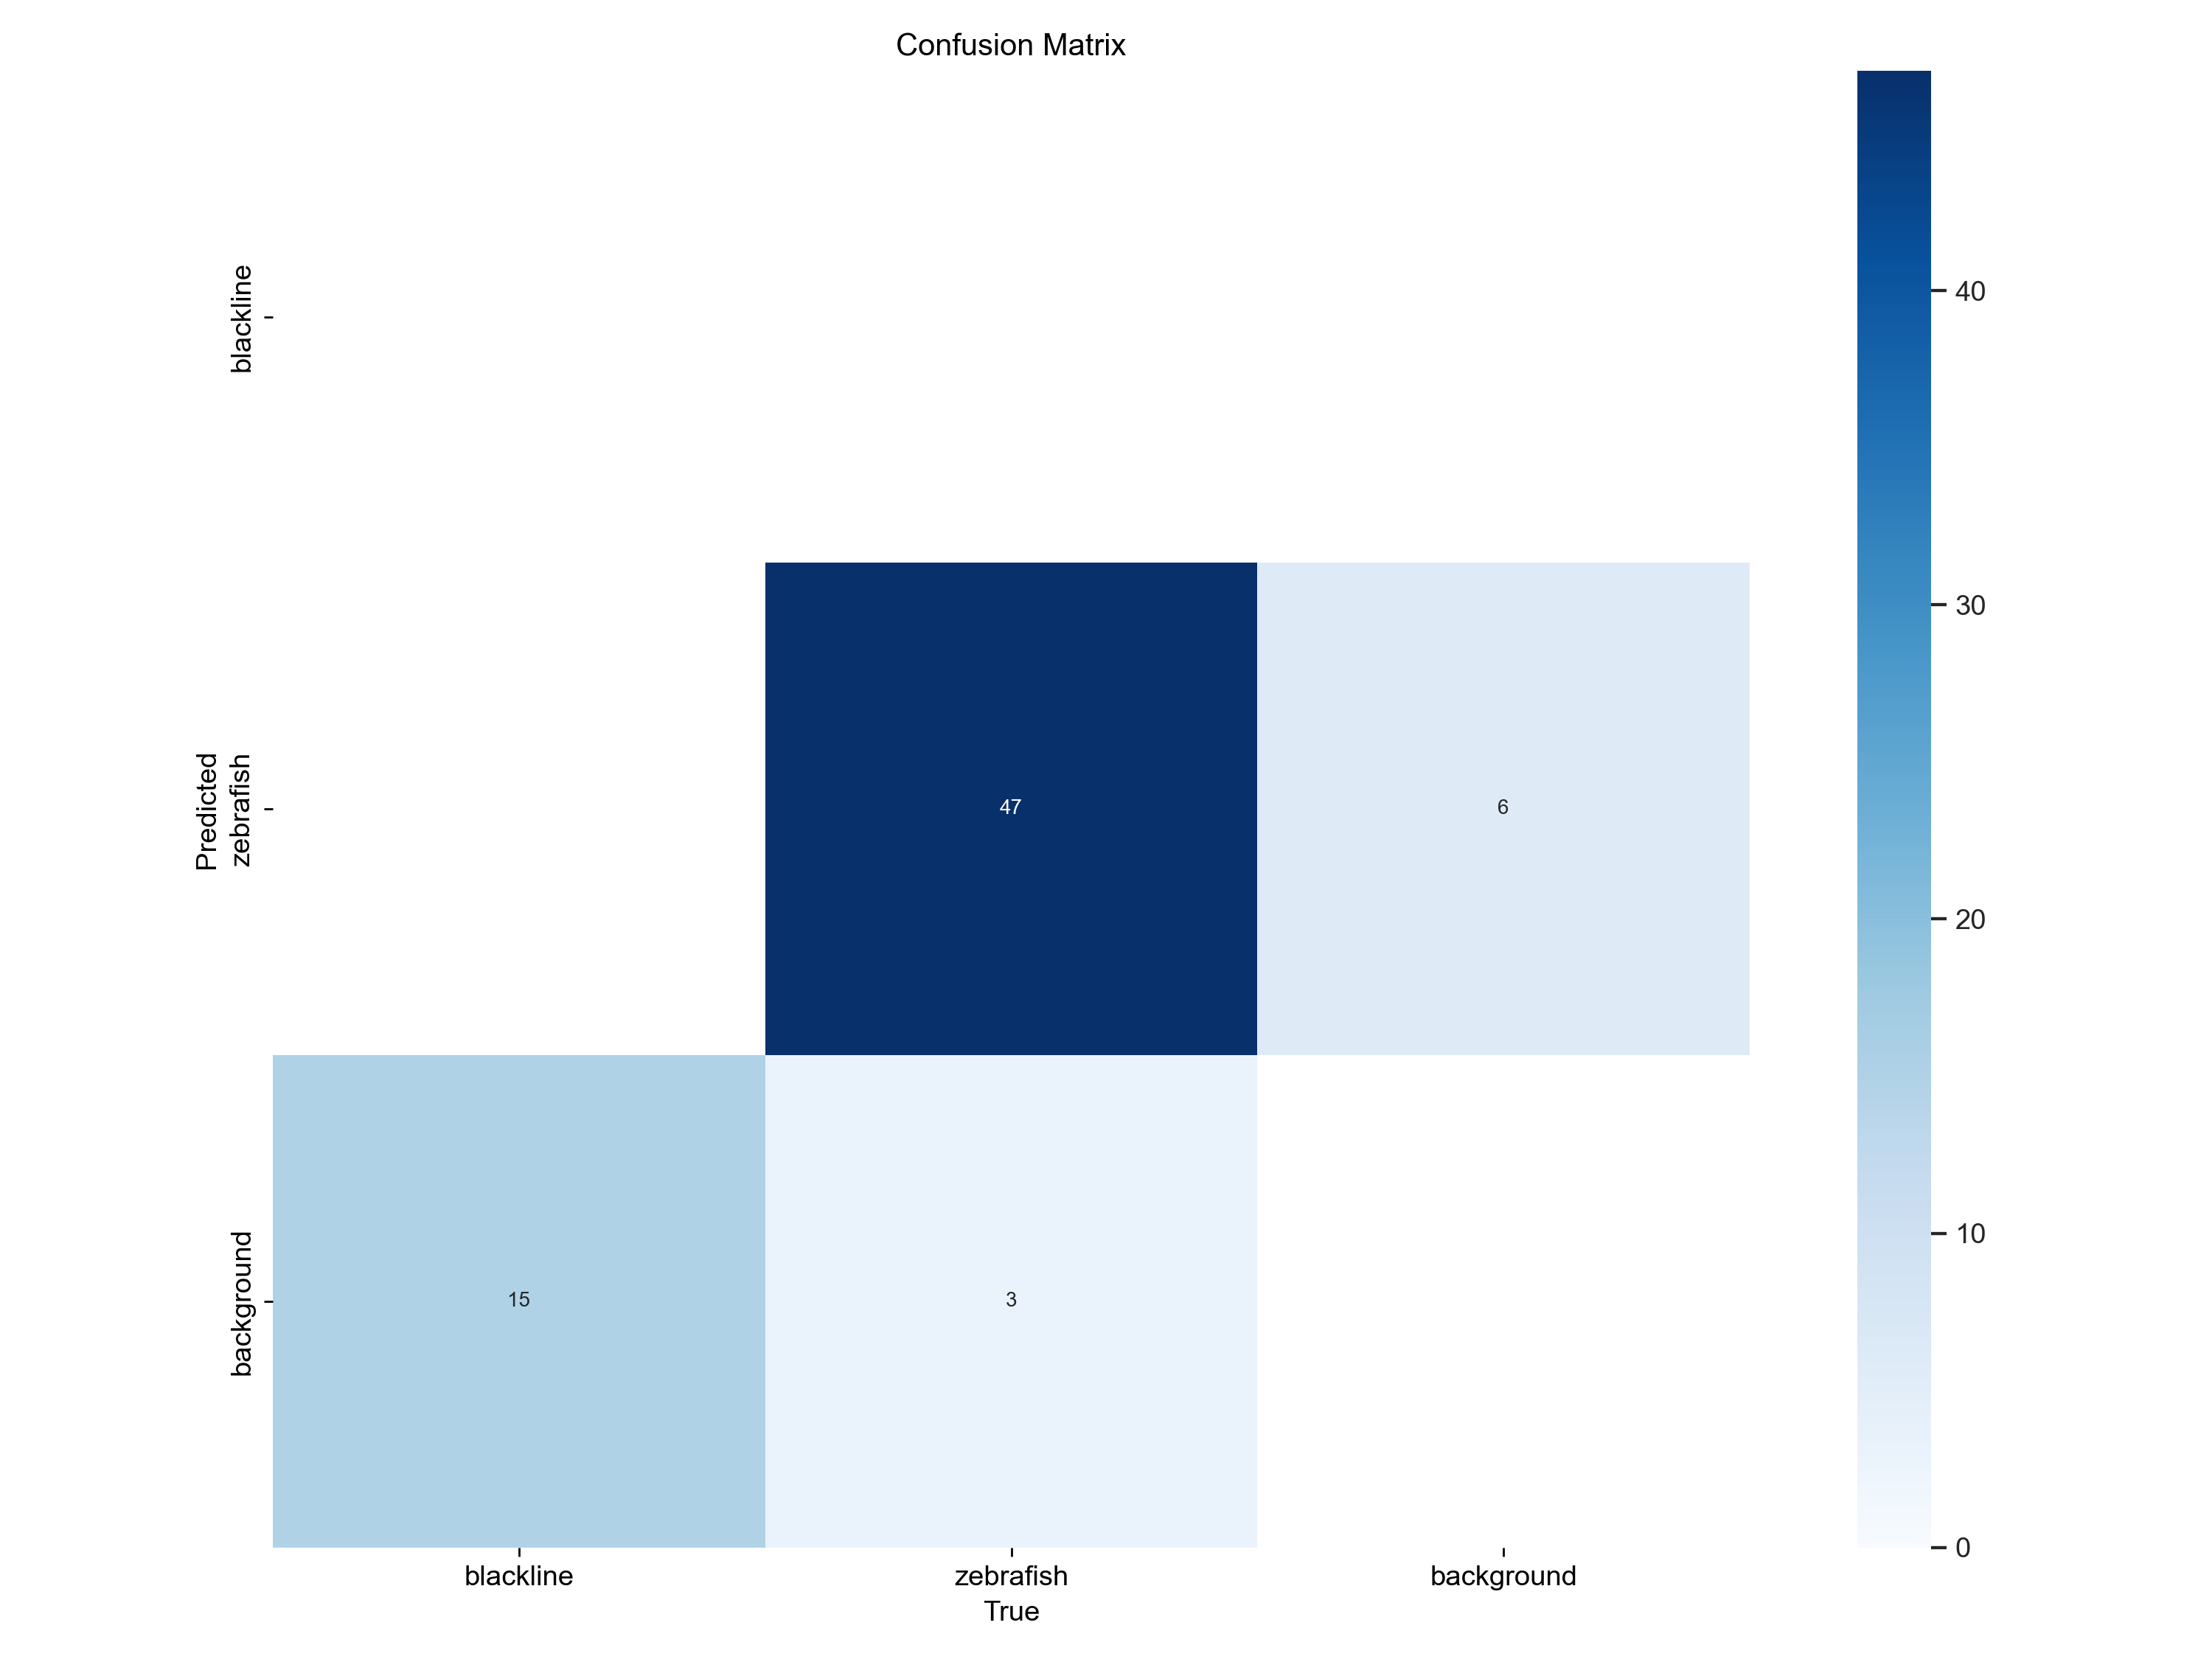 Confusion Matrix
blackline
Predicted
zebrafish
background
47
6
15
3
blackline
zebrafish
background
True
40
30
20
10
0